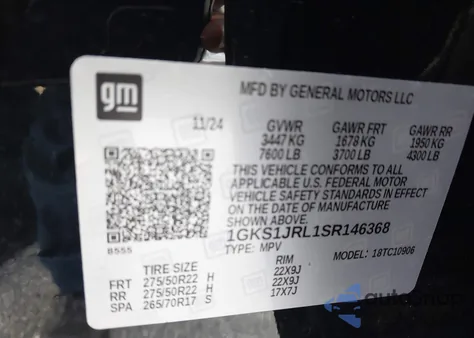 gm
MFD BY GENERAL MOTORS LLC
11/24 GVWR GAWR FRT GAWR RR
3447 KG 1678 KG 1950 KG
7600 LB 3700 LB 4300 LB
THIS VEHICLE CONFORMS TO ALL
APPLICABLE U.S. FEDERAL MOTOR
VEHICLE SAFETY STANDARDS IN EFFECT
ON THE DATE OF MANUFACTURE
SHOWN ABOVE.
1GKS1JRL1SR146368
TYPE: MPV MODEL: 18TC10906
8555
TIRE SIZE RIM
FRT 275/50R22 H 22X9J
RR 275/50R22 H 22X9J
SPA 265/70R17 S 17X7J